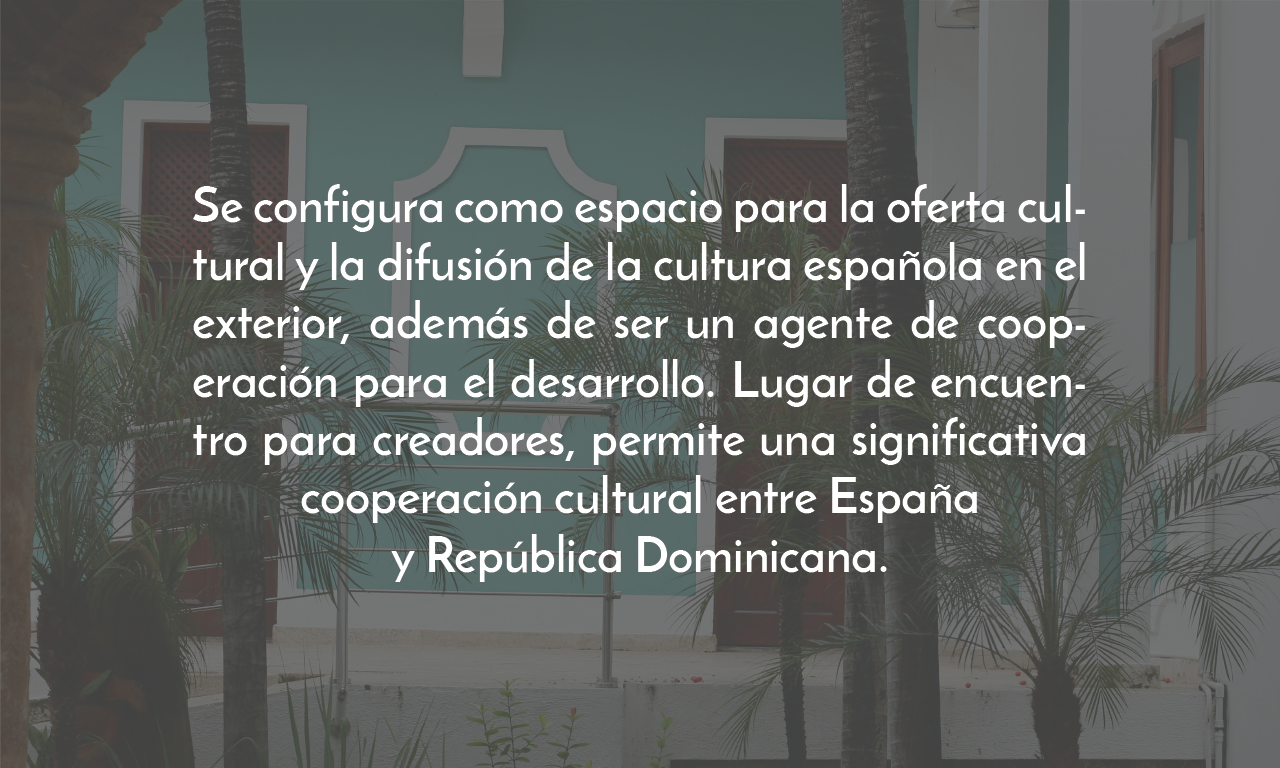 Se configura como espacio para la oferta cul-
tural y la difusión de la cultura española en el
exterior, además de ser un agente de coop-
eración para el desarrollo. Lugar de encuen-
tro para creadores, permite una significativa
cooperación cultural entre España
y República Dominicana.